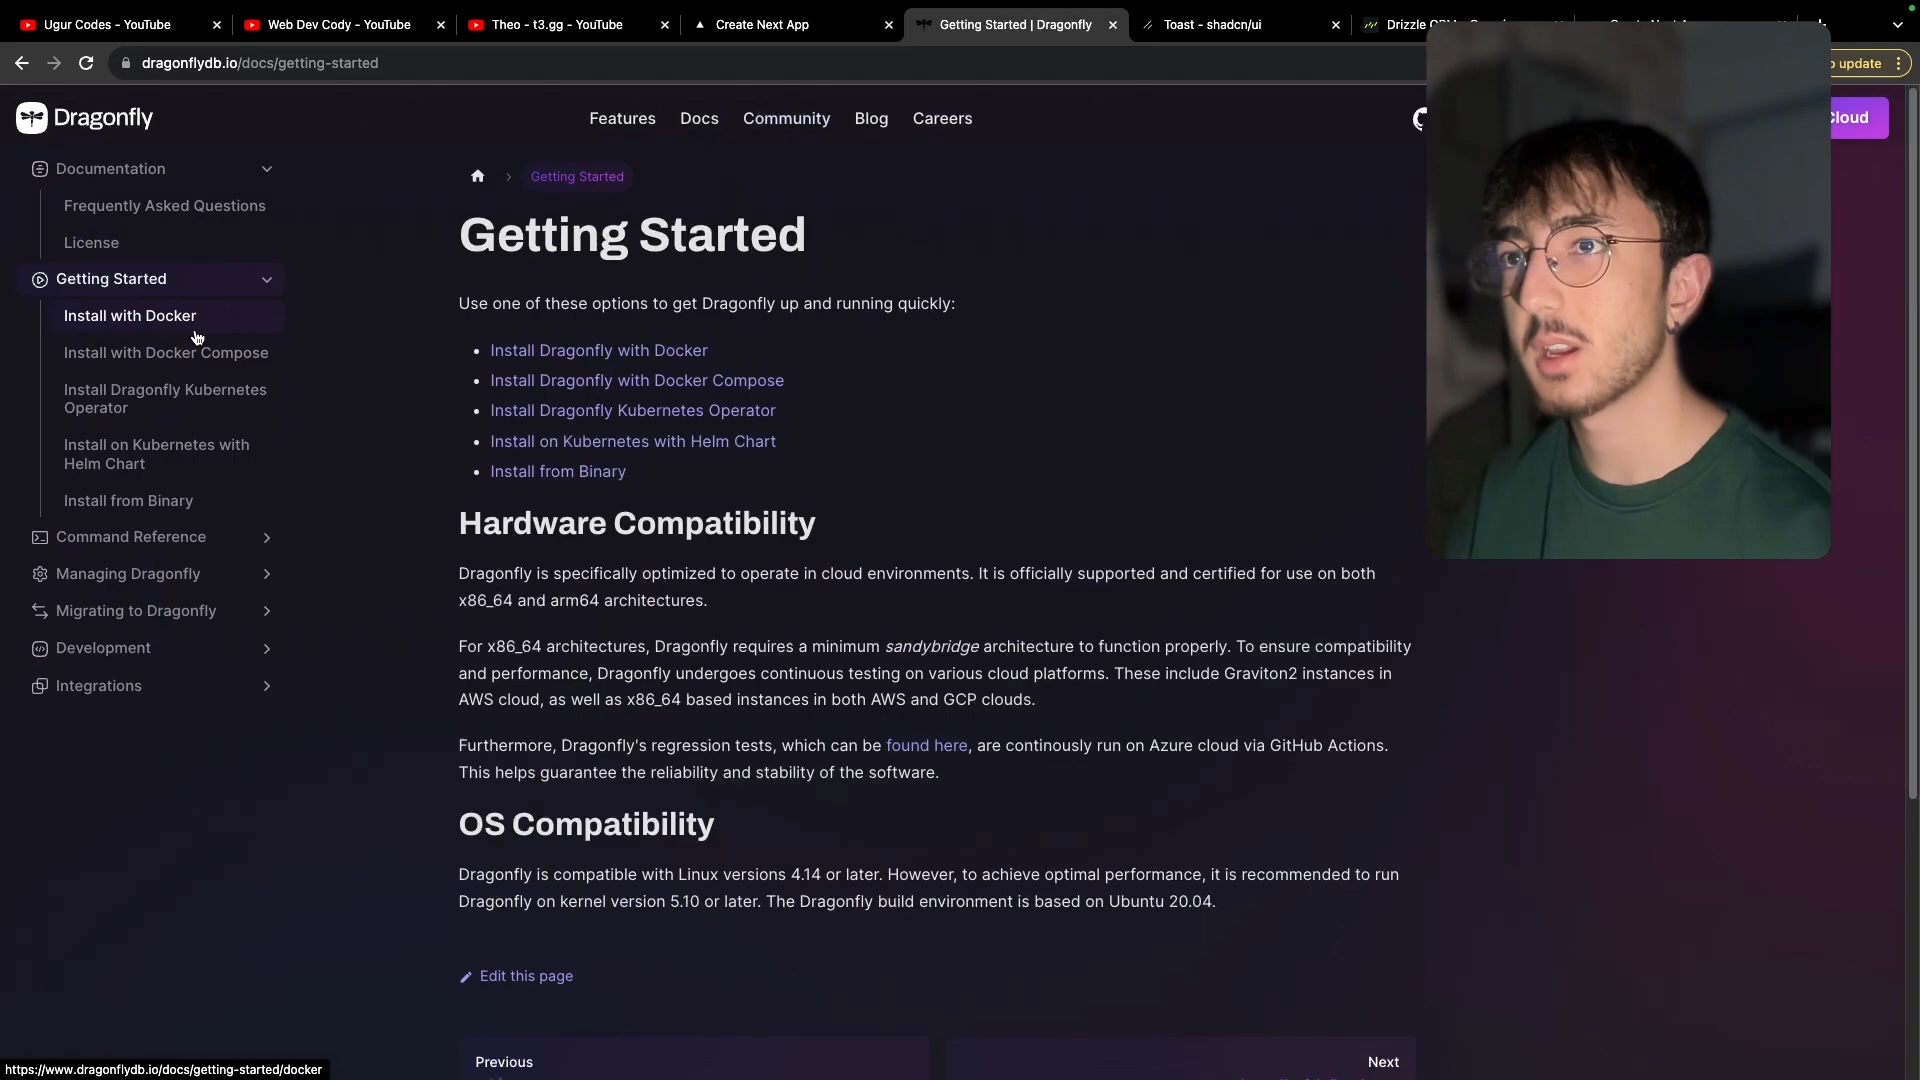 Ugur Codes - YouTube
Web Dev Cody - YouTube
Theo - t3.gg - YouTube
Create Next App
Getting Started | Dragonfly
Toast - shadcn/ui
dragonflydb.io/docs/getting-started
update
Dragonfly
Features
Docs
Community
Blog
Careers
Cloud
Documentation
Frequently Asked Questions
License
Getting Started
Install with Docker
Install with Docker Compose
Install Dragonfly Kubernetes
Operator
Install on Kubernetes with
Helm Chart
Install from Binary
Command Reference
Managing Dragonfly
Migrating to Dragonfly
Development
Integrations
Getting Started
Getting Started
Use one of these options to get Dragonfly up and running quickly:
• Install Dragonfly with Docker
• Install Dragonfly with Docker Compose
• Install Dragonfly Kubernetes Operator
• Install on Kubernetes with Helm Chart
• Install from Binary
Hardware Compatibility
Dragonfly is specifically optimized to operate in cloud environments. It is officially supported and certified for use on both
x86_64 and arm64 architectures.
For x86_64 architectures, Dragonfly requires a minimum sandybridge architecture to function properly. To ensure compatibility
and performance, Dragonfly undergoes continuous testing on various cloud platforms. These include Graviton2 instances in
AWS cloud, as well as x86_64 based instances in both AWS and GCP clouds.
Furthermore, Dragonfly's regression tests, which can be found here, are continously run on Azure cloud via GitHub Actions.
This helps guarantee the reliability and stability of the software.
OS Compatibility
Dragonfly is compatible with Linux versions 4.14 or later. However, to achieve optimal performance, it is recommended to run
Dragonfly on kernel version 5.10 or later. The Dragonfly build environment is based on Ubuntu 20.04.
Edit this page
Previous
Next
https://www.dragonflydb.io/docs/getting-started/docker